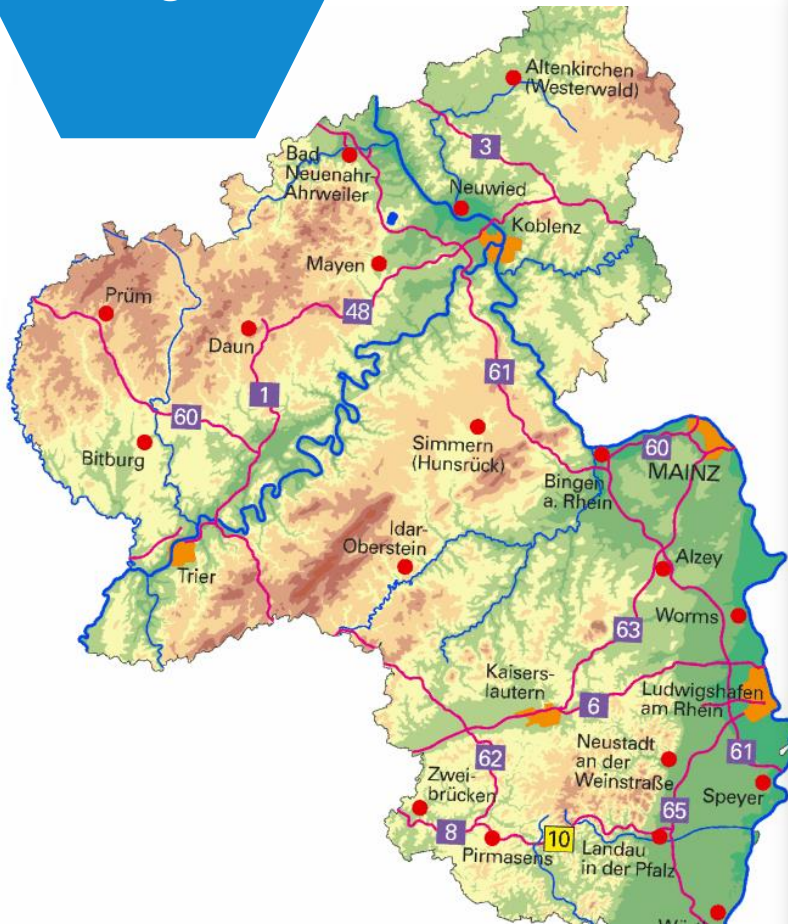 Altenkirchen
(Westerwald)
3
Bad
Neuenahr-
Ahrweiler
Neuwied
Koblenz
Mayen
Prüm
48
Daun
61
1
60
Simmern
(Hunsrück)
60
Bitburg
MAINZ
Bingen
a. Rhein
Idar-
Oberstein
Alzey
Trier
Worms
63
Kaisers-
lautern
6
Ludwigshafen
am Rhein
Neustadt
an der
Weinstraße
61
62
Zwei-
brücken
Speyer
65
8
10
Pirmasens
Landau
in der Pfalz